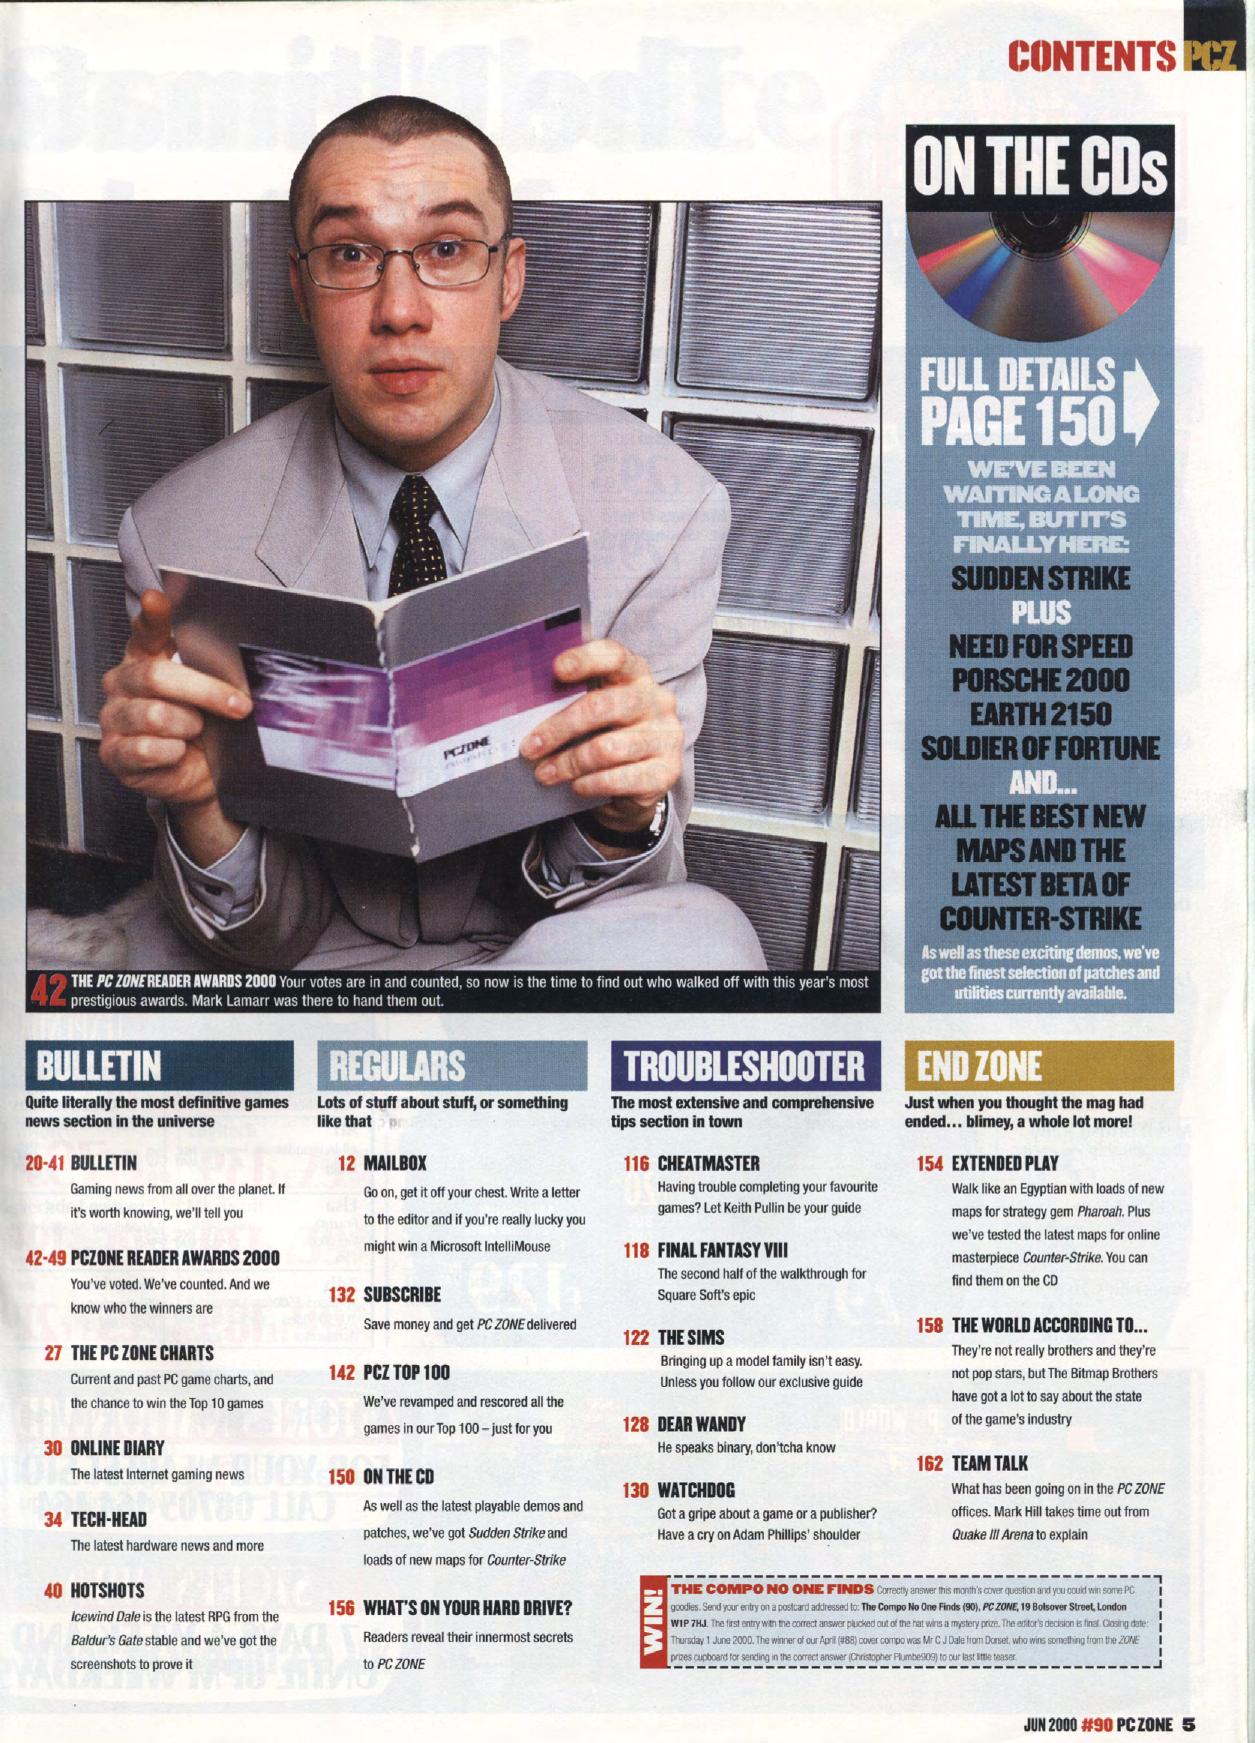 CONTENTS PCZ
ON THE CDs
FULL DETAILS
PAGE 150
WE'VE BEEN
WAITING A LONG
TIME, BUT IT'S
FINALLY HERE:
SUDDEN STRIKE
PLUS
NEED FOR SPEED
PORSCHE 2000
EARTH 2150
SOLDIER OF FORTUNE
AND...
ALL THE BEST NEW
MAPS AND THE
LATEST BETA OF
COUNTER-STRIKE
As well as these exciting demos, we've
got the finest selection of patches and
utilities currently available.
PCZONE
42 THE PC ZONE READER AWARDS 2000 Your votes are in and counted, so now is the time to find out who walked off with this year's most
prestigious awards. Mark Lamarr was there to hand them out.
BULLETIN
Quite literally the most definitive games
news section in the universe
20-41 BULLETIN
Gaming news from all over the planet. If
it's worth knowing, we'll tell you
42-49 PCZONE READER AWARDS 2000
You've voted. We've counted. And we
know who the winners are
27 THE PC ZONE CHARTS
Current and past PC game charts, and
the chance to win the Top 10 games
30 ONLINE DIARY
The latest Internet gaming news
34 TECH-HEAD
The latest hardware news and more
40 HOTSHOTS
Icewind Dale is the latest RPG from the
Baldur's Gate stable and we've got the
screenshots to prove it
REGULARS
Lots of stuff about stuff, or something
like that
12 MAILBOX
Go on, get it off your chest. Write a letter
to the editor and if you're really lucky you
might win a Microsoft IntelliMouse
132 SUBSCRIBE
Save money and get PC ZONE delivered
142 PCZ TOP 100
We've revamped and rescored all the
games in our Top 100 – just for you
150 ON THE CD
As well as the latest playable demos and
patches, we've got Sudden Strike and
loads of new maps for Counter-Strike
156 WHAT'S ON YOUR HARD DRIVE?
Readers reveal their innermost secrets
to PC ZONE
TROUBLESHOOTER
The most extensive and comprehensive
tips section in town
116 CHEATMASTER
Having trouble completing your favourite
games? Let Keith Pullin be your guide
118 FINAL FANTASY VIII
The second half of the walkthrough for
Square Soft's epic
122 THE SIMS
Bringing up a model family isn't easy.
Unless you follow our exclusive guide
128 DEAR WANDY
He speaks binary, don'tcha know
130 WATCHDOG
Got a gripe about a game or a publisher?
Have a cry on Adam Phillips' shoulder
END ZONE
Just when you thought the mag had
ended... blimey, a whole lot more!
154 EXTENDED PLAY
Walk like an Egyptian with loads of new
maps for strategy gem Pharoah. Plus
we've tested the latest maps for online
masterpiece Counter-Strike. You can
find them on the CD
158 THE WORLD ACCORDING TO...
They're not really brothers and they're
not pop stars, but The Bitmap Brothers
have got a lot to say about the state
of the game's industry
162 TEAM TALK
What has been going on in the PC ZONE
offices. Mark Hill takes time out from
Quake III Arena to explain
WIN!
THE COMPO NO ONE FINDS Correctly answer this month's cover question and you could win some PC
goodies. Send your entry on a postcard addressed to: The Compo No One Finds (90), PC ZONE, 19 Bolsover Street, London
W1P 7HJ. The first entry with the correct answer plucked out of the hat wins a mystery prize. The editor's decision is final. Closing date:
Thursday 1 June 2000. The winner of our April (#88) cover compo was Mr C J Dale from Dorset, who wins something from the ZONE
prizes cupboard for sending in the correct answer (Christopher Plumbe909) to our last little teaser.
JUN 2000 #90 PC ZONE 5